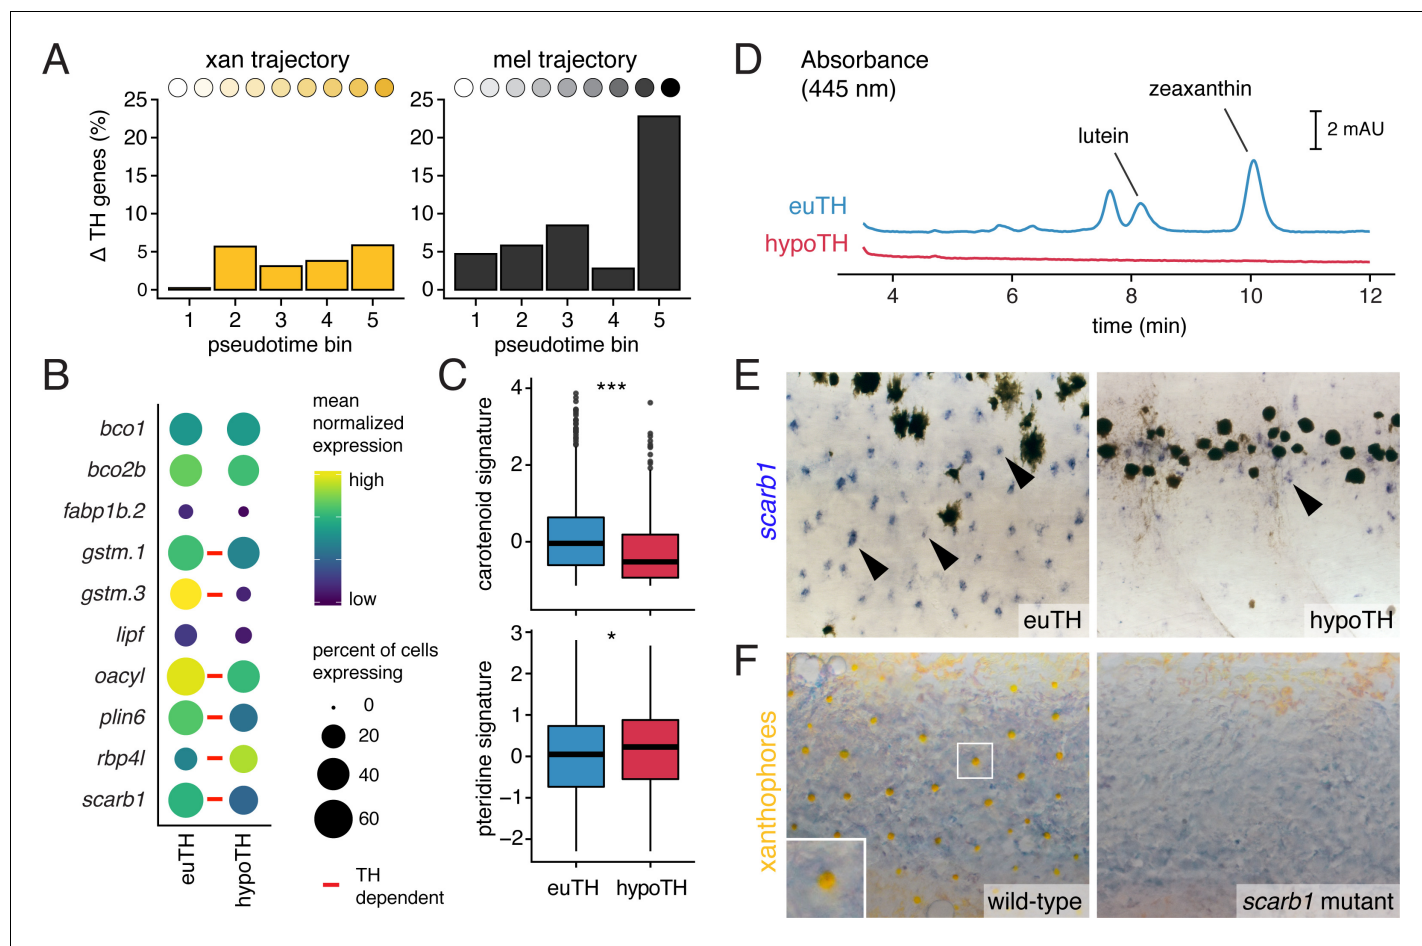 A
xan trajectory
mel trajectory
Δ TH genes (%)
25
20
15
10
5
0
1 2 3 4 5
pseudotime bin
25
20
15
10
5
0
1 2 3 4 5
pseudotime bin
B
bco1
bco2b
fabp1b.2
gstm.1
gstm.3
lipf
oacyl
plin6
rbp4l
scarb1
euTH
hypoTH
mean
normalized
expression
high
low
percent of cells
expressing
0
20
40
60
TH
dependent
C
carotenoid signature
4
2
0
***
pteridine signature
3
2
1
0
−1
−2
*
euTH hypoTH
D
Absorbance
(445 nm)
zeaxanthin
lutein
2 mAU
euTH
hypoTH
4 6 8 10 12
time (min)
E
scarb1
euTH
hypoTH
F
xanthophores
wild-type
scarb1 mutant